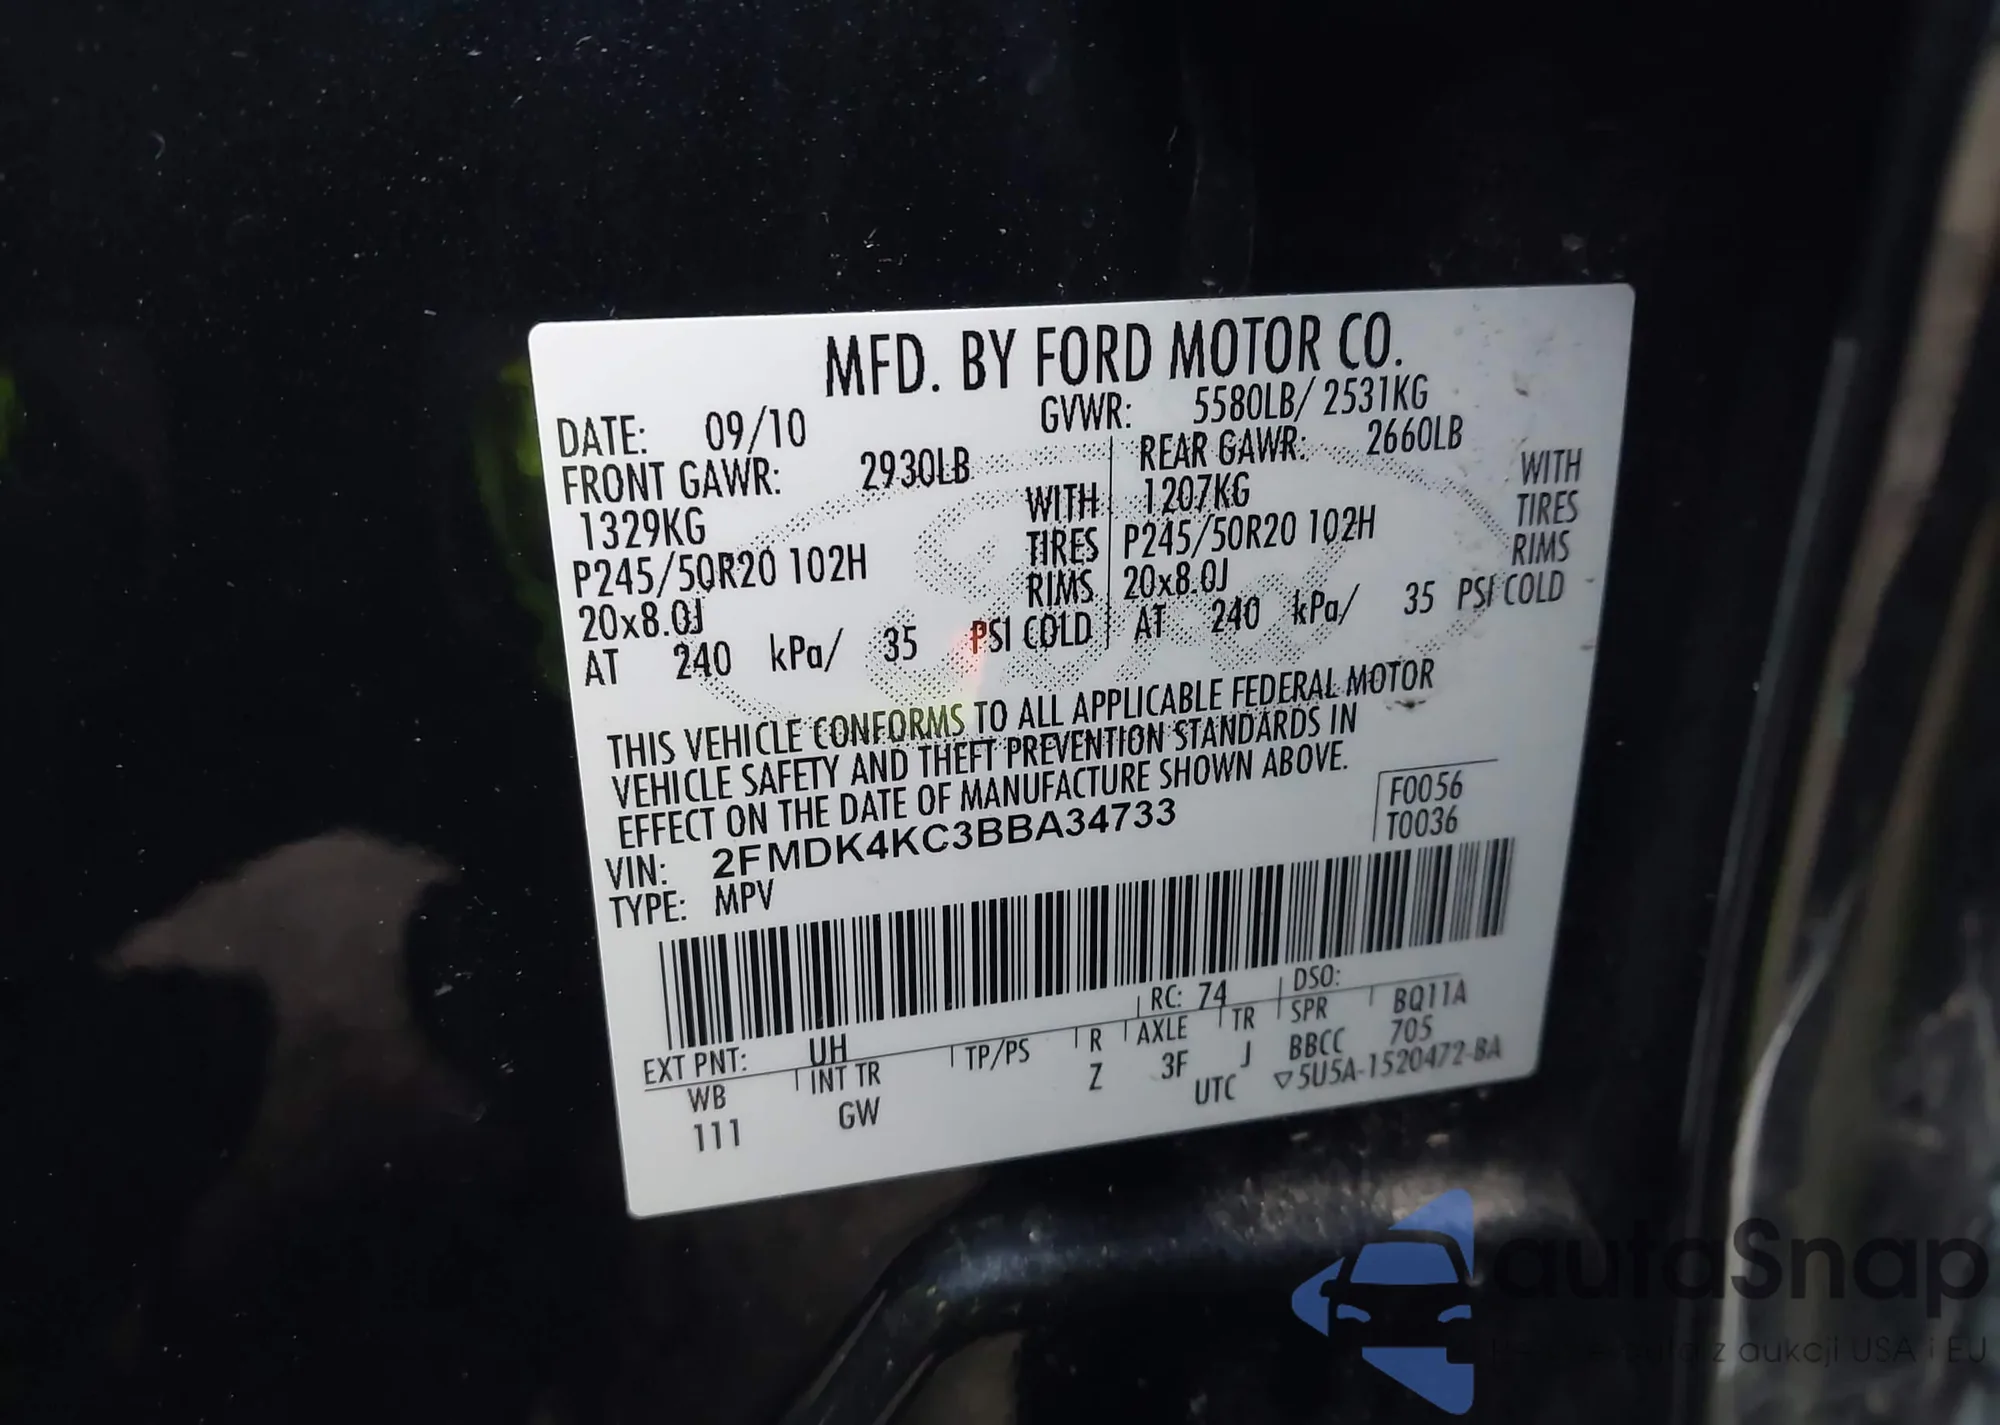 MFD. BY FORD MOTOR CO.
DATE: 09/10 GVWR: 5580LB/ 2531KG
FRONT GAWR: 2930LB REAR GAWR: 2660LB
1329KG WITH 1207KG WITH
P245/50R20 102H TIRES P245/50R20 102H TIRES
20x8.0J RIMS 20x8.0J RIMS
AT 240 kPa/ 35 PSI COLD AT 240 kPa/ 35 PSI COLD
THIS VEHICLE CONFORMS TO ALL APPLICABLE FEDERAL MOTOR
VEHICLE SAFETY AND THEFT PREVENTION STANDARDS IN
EFFECT ON THE DATE OF MANUFACTURE SHOWN ABOVE.
VIN: 2FMDK4KC3BBA34733 F0056
TYPE: MPV T0036
EXT PNT: UH RC: 74 DSO:
WB INT TR TP/PS R AXLE TR SPR BQ11A
111 GW Z 3F J BBCC 705
UTC ▽5U5A-1520472-BA
autoSnap
z aukcji USA i EU